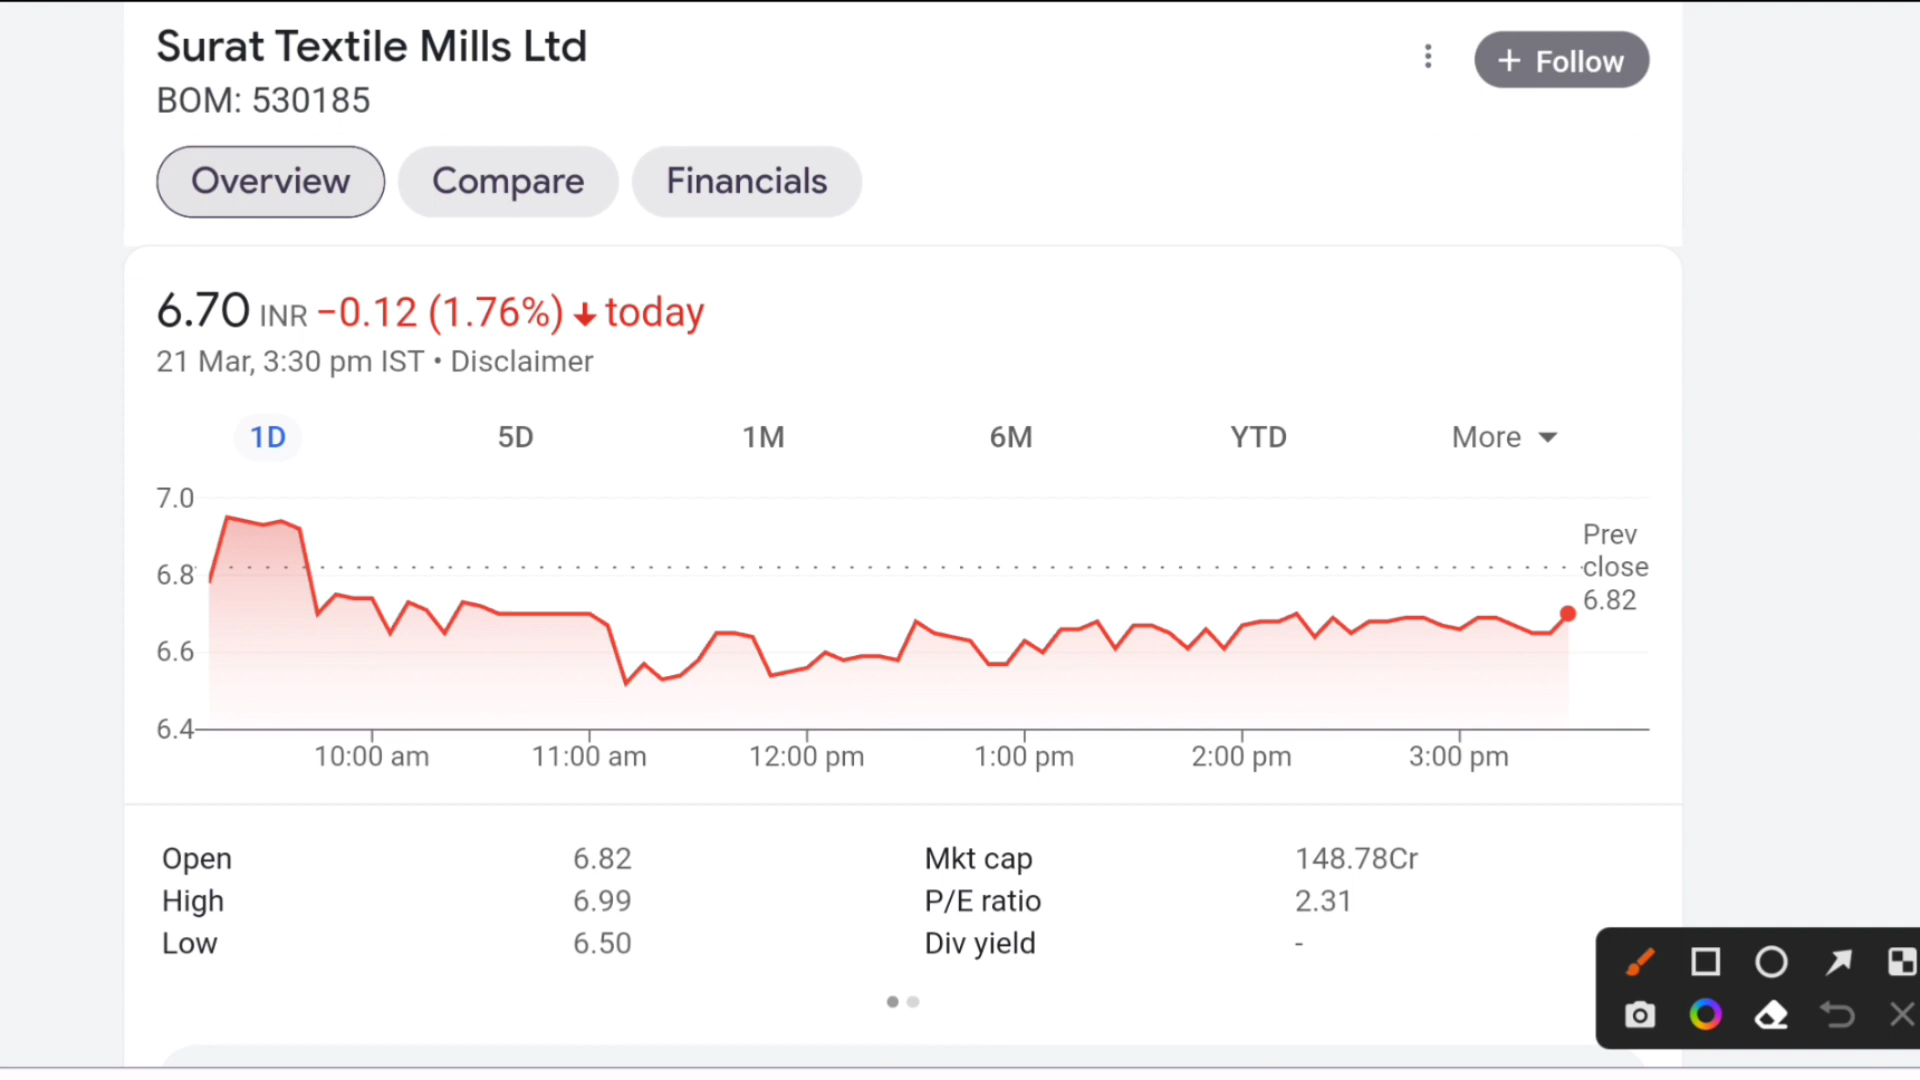 Surat Textile Mills Ltd
BOM: 530185
+ Follow
Overview Compare Financials
6.70 INR −0.12 (1.76%) ↓ today
21 Mar, 3:30 pm IST • Disclaimer
1D 5D 1M 6M YTD More
7.0
6.8
6.6
6.4
Prev
close
6.82
10:00 am 11:00 am 12:00 pm 1:00 pm 2:00 pm 3:00 pm
Open 6.82 Mkt cap 148.78Cr
High 6.99 P/E ratio 2.31
Low 6.50 Div yield -